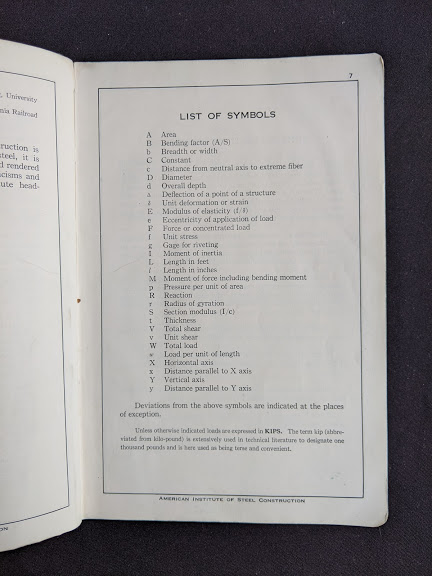 , University
nia Railroad
ruction is
steel, it is
d rendered
icisms and
ute head-
ON
7
LIST OF SYMBOLS
A Area
B Bending factor (A/S)
b Breadth or width
C Constant
c Distance from neutral axis to extreme fiber
D Diameter
d Overall depth
Deflection of a point of a structure
Unit deformation or strain
E Modulus of elasticity
e Eccentricity of application of load
F Force or concentrated load
f Unit stress
g Gage for riveting
I Moment of inertia
L Length in feet
l Length in inches
M Moment of force including bending moment
p Pressure per unit of area
R Reaction
r Radius of gyration
S Section modulus (I/c)
t Thickness
V Total shear
v Unit shear
W Total load
w Load per unit of length
X Horizontal axis
x Distance parallel to X axis
Y Vertical axis
y Distance parallel to Y axis
Deviations from the above symbols are indicated at the places
of exception.
Unless otherwise indicated loads are expressed in KIPS. The term kip (abbre-
viated from kilo-pound) is extensively used in technical literature to designate one
thousand pounds and is here used as being terse and convenient.
AMERICAN INSTITUTE OF STEEL CONSTRUCTION